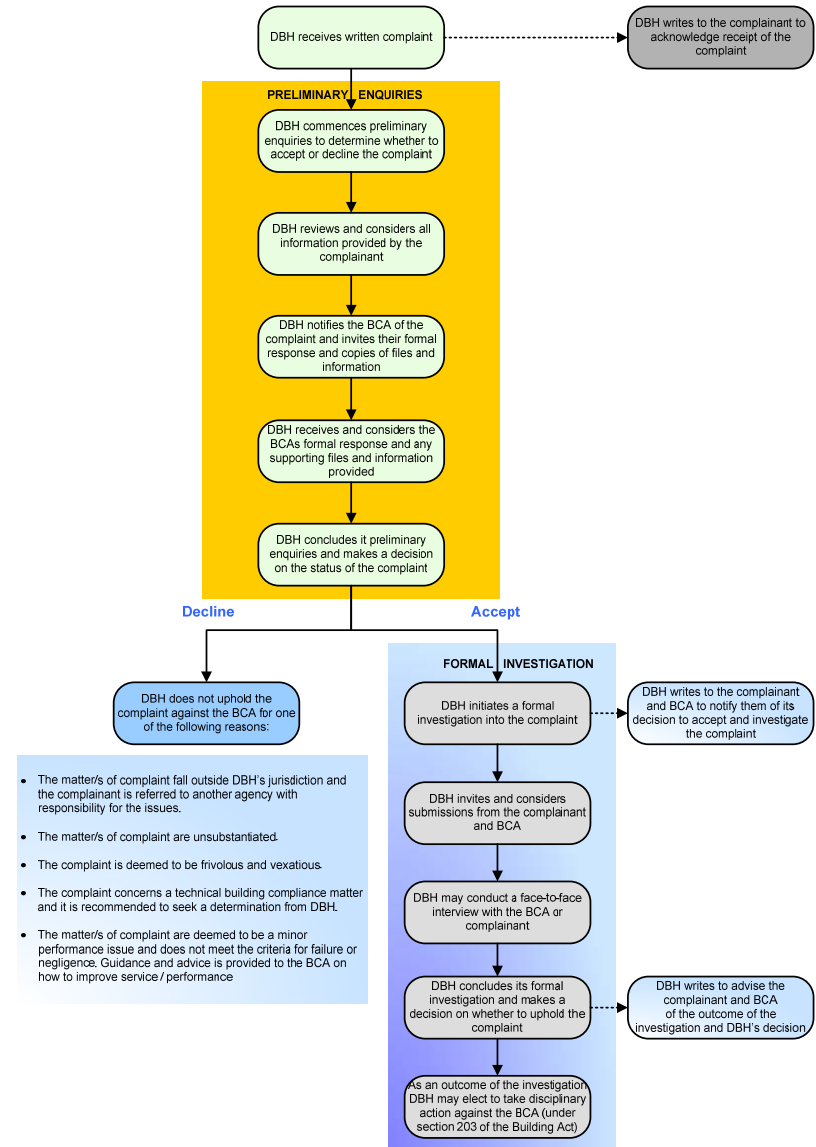 DBH receives written complaint
DBH writes to the complainant to
acknowledge receipt of the
complaint
PRELIMINARY ENQUIRIES
DBH commences preliminary
enquiries to determine whether to
accept or decline the complaint
DBH reviews and considers all
information provided by the
complainant
DBH notifies the BCA of the
complaint and invites their formal
response and copies of files and
information
DBH receives and considers the
BCAs formal response and any
supporting files and information
provided
DBH concludes it preliminary
enquiries and makes a decision
on the status of the complaint
Decline
Accept
DBH does not uphold the
complaint against the BCA for one
of the following reasons:
• The matter/s of complaint fall outside DBH's jurisdiction and
the complainant is referred to another agency with
responsibility for the issues.
• The matter/s of complaint are unsubstantiated.
• The complaint is deemed to be frivolous and vexatious.
• The complaint concerns a technical building compliance matter
and it is recommended to seek a determination from DBH.
• The matter/s of complaint are deemed to be a minor
performance issue and does not meet the criteria for failure or
negligence. Guidance and advice is provided to the BCA on
how to improve service / performance
FORMAL INVESTIGATION
DBH initiates a formal
investigation into the complaint
DBH writes to the complainant
and BCA to notify them of its
decision to accept and investigate
the complaint
DBH invites and considers
submissions from the complainant
and BCA
DBH may conduct a face-to-face
interview with the BCA or
complainant
DBH concludes its formal
investigation and makes a
decision on whether to uphold the
complaint
DBH writes to advise the
complainant and BCA
of the outcome of the
investigation and DBH's decision
As an outcome of the investigation
DBH may elect to take disciplinary
action against the BCA (under
section 203 of the Building Act)